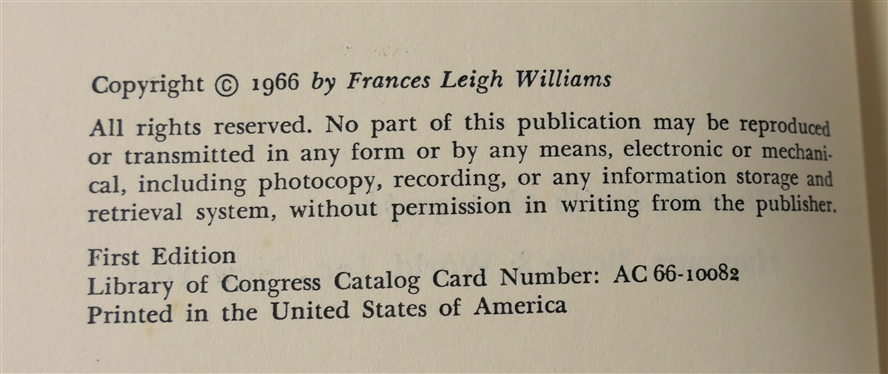 Copyright © 1966 by Frances Leigh Williams
All rights reserved. No part of this publication may be reproduced
or transmitted in any form or by any means, electronic or mechani-
cal, including photocopy, recording, or any information storage and
retrieval system, without permission in writing from the publisher.
First Edition
Library of Congress Catalog Card Number: AC 66-10082
Printed in the United States of America